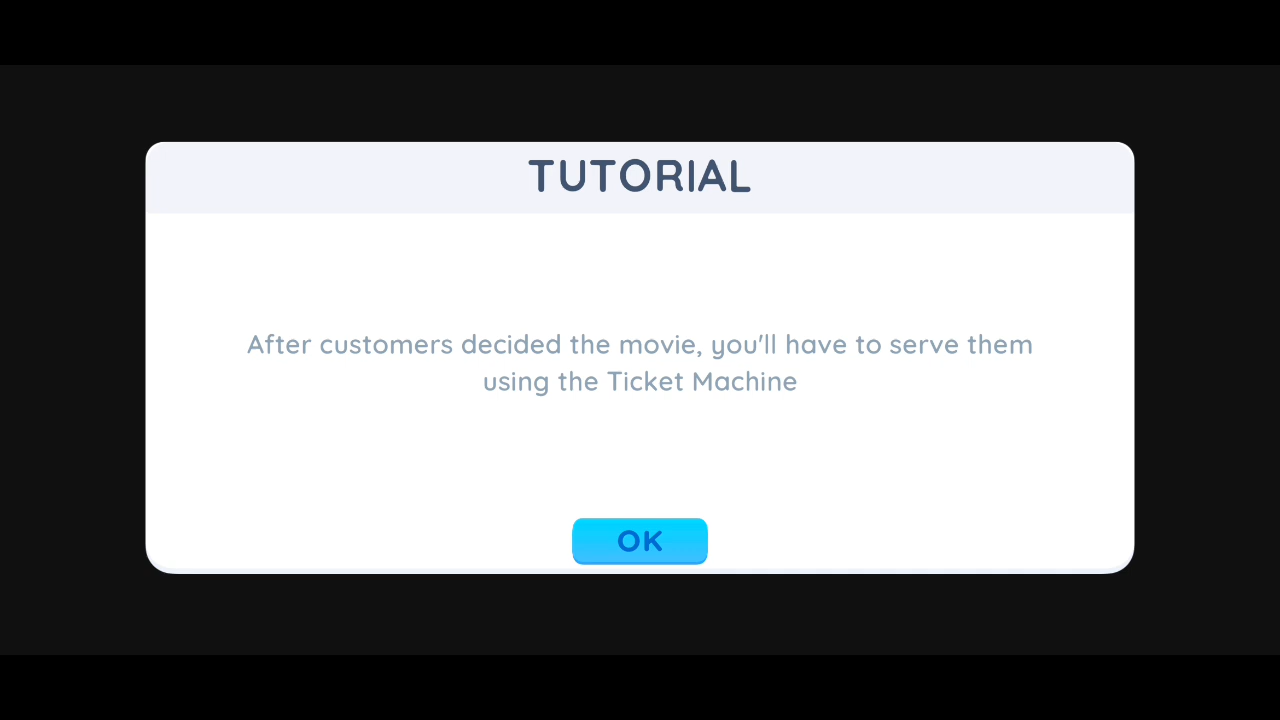 TUTORIAL
After customers decided the movie, you'll have to serve them
using the Ticket Machine
OK